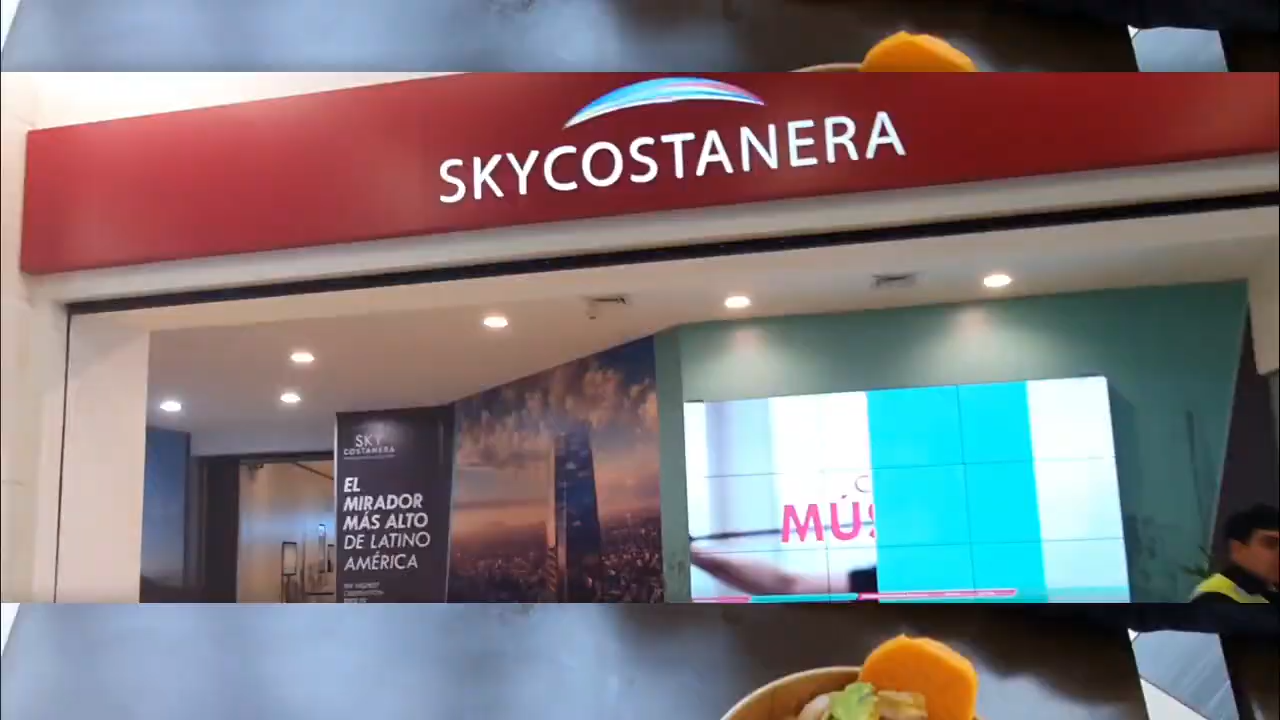 SKYCOSTANERA
SKY
COSTANERA
EL
MIRADOR
MÁS ALTO
DE LATINO
AMÉRICA
MÚS